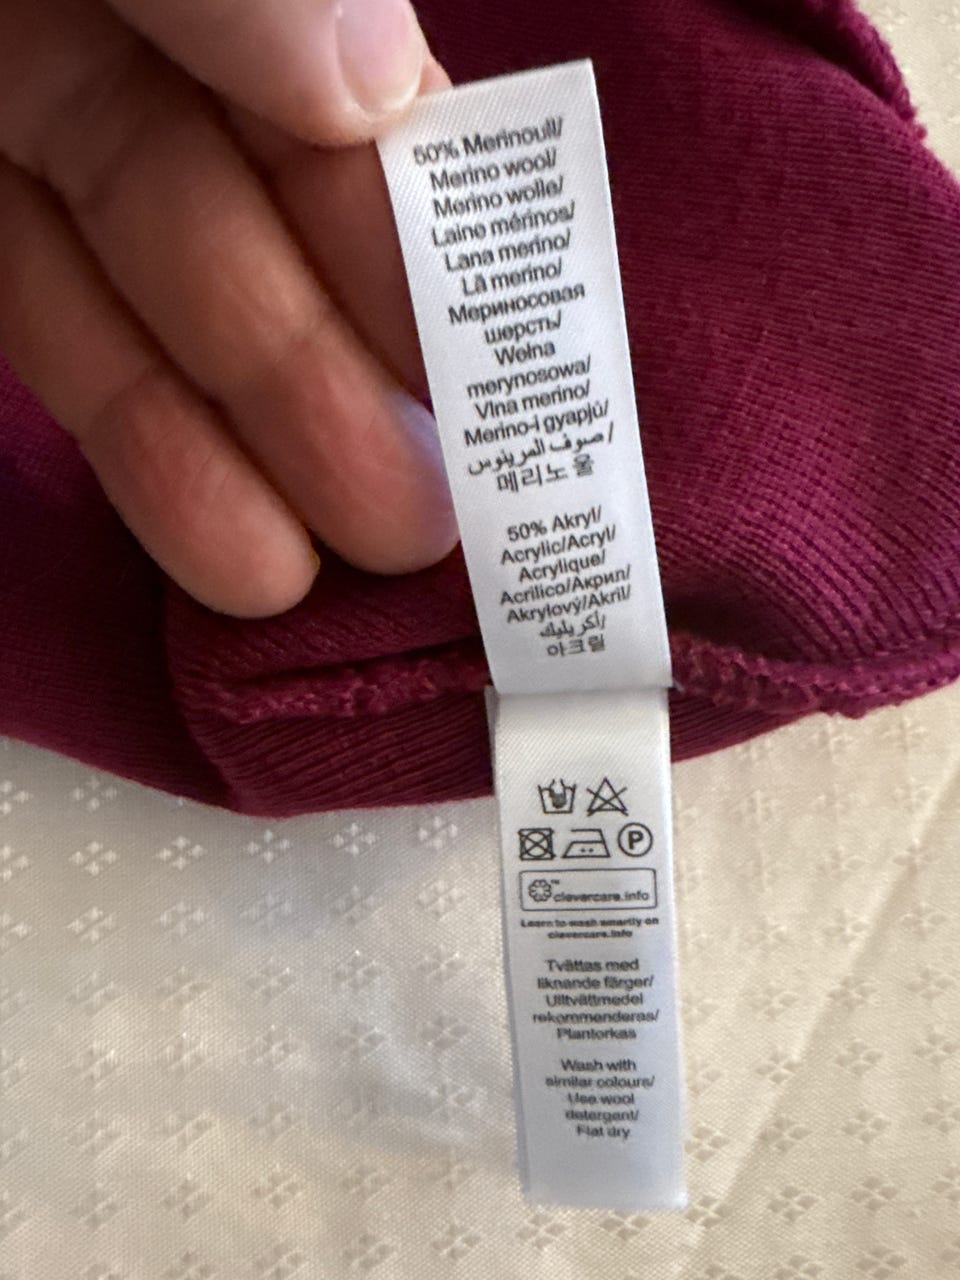 50% Merinoull/
Merino wool/
Merino wolle/
Laine mérinos/
Lana merino/
Lã merino/
Мериносовая
шерсть/
Wełna
merynosowa/
Vlna merino/
Merino-i gyapjú/
صوف المرينوس/
메리노 울
50% Akryl/
Acrylic/Acryl/
Acrylique/
Acrilico/Акрил/
Akrylový/Akril/
أكريليك/
아크릴
P
™ clevercare.info
Learn to wash smartly on
clevercare.info
Tvättas med
liknande färger/
Ulltvättmedel
rekommenderas/
Plantorkas
Wash with
similar colours/
Use wool
detergent/
Flat dry